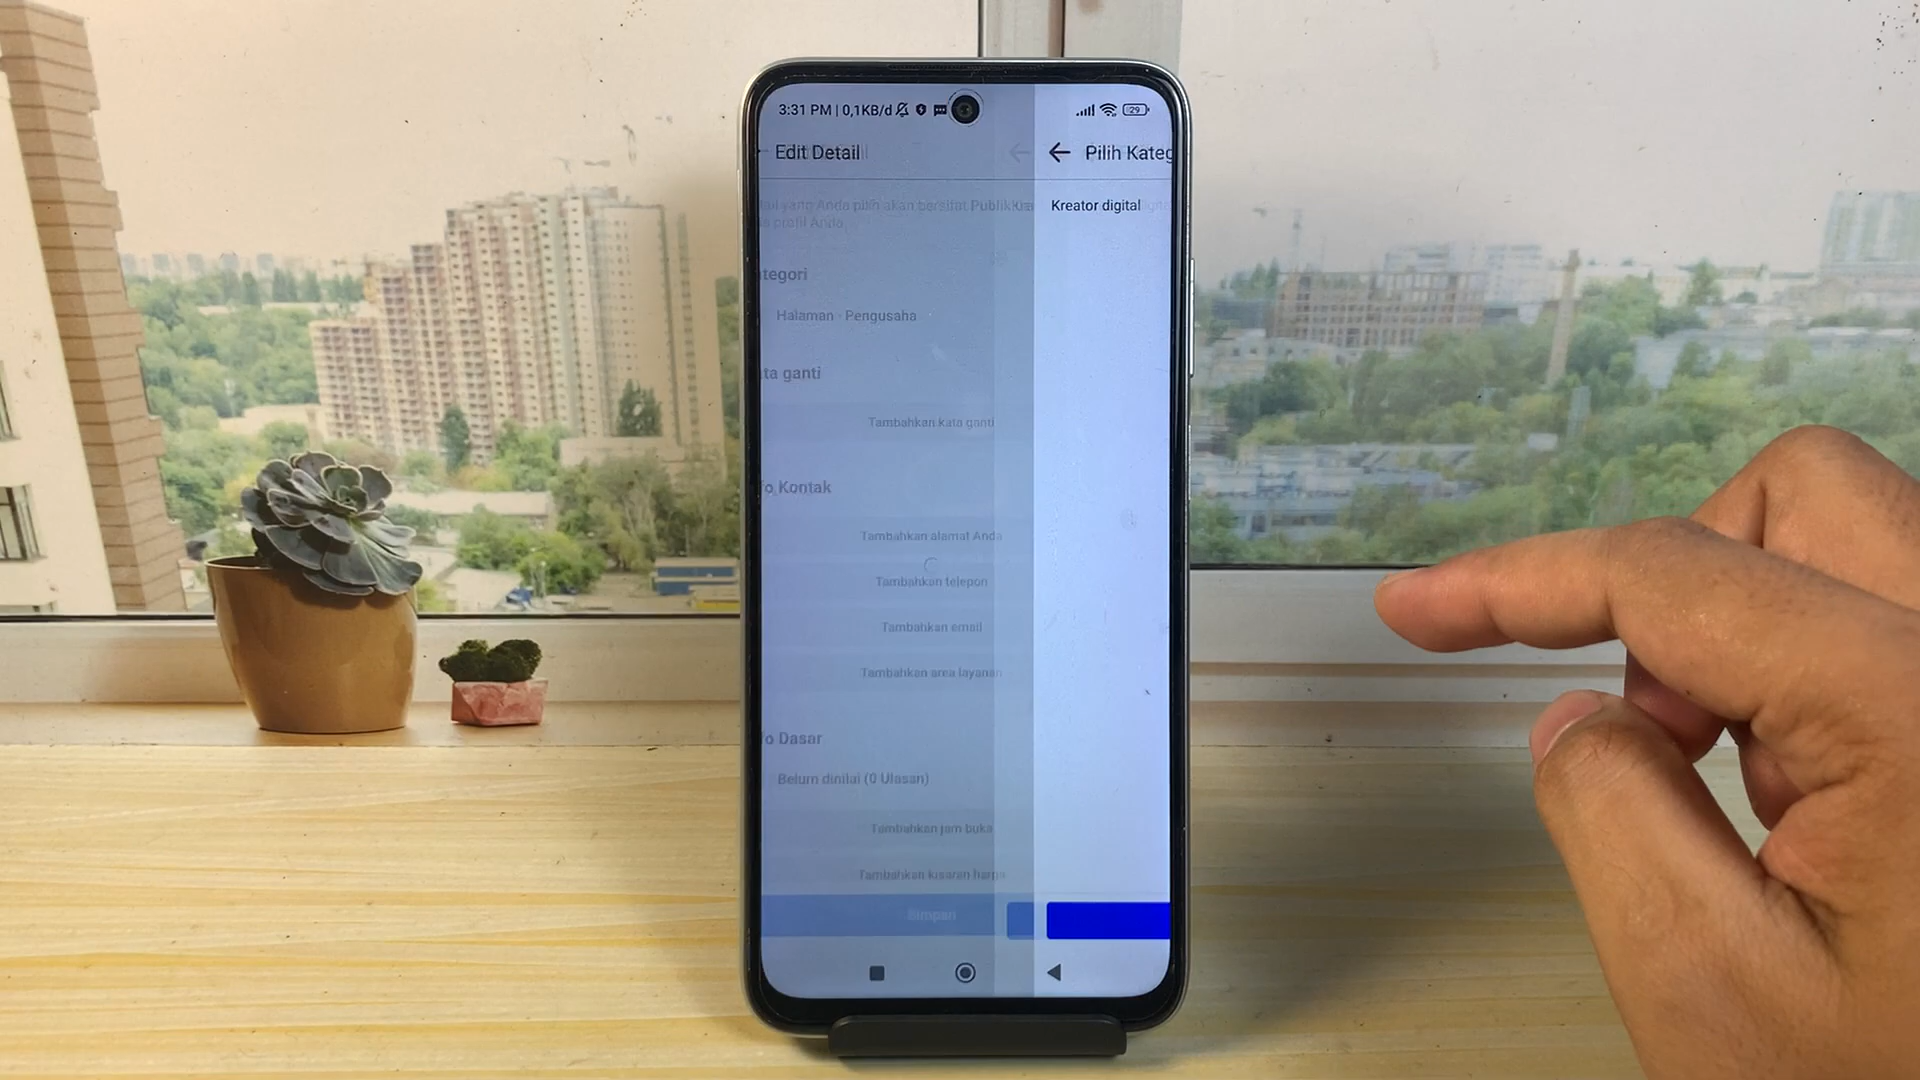 3:31 PM | 0,1KB/d
29
Edit Detail
Pilih Kateg
yang Anda pilih akan bersifat Publik
profil Anda.
Kreator digital
tegori
Halaman · Pengusaha
ta ganti
Tambahkan kata ganti
fo Kontak
Tambahkan alamat Anda
Tambahkan telepon
Tambahkan email
Tambahkan area layanan
fo Dasar
Belum dinilai (0 Ulasan)
Tambahkan jam buka
Tambahkan kisaran harga
Simpan